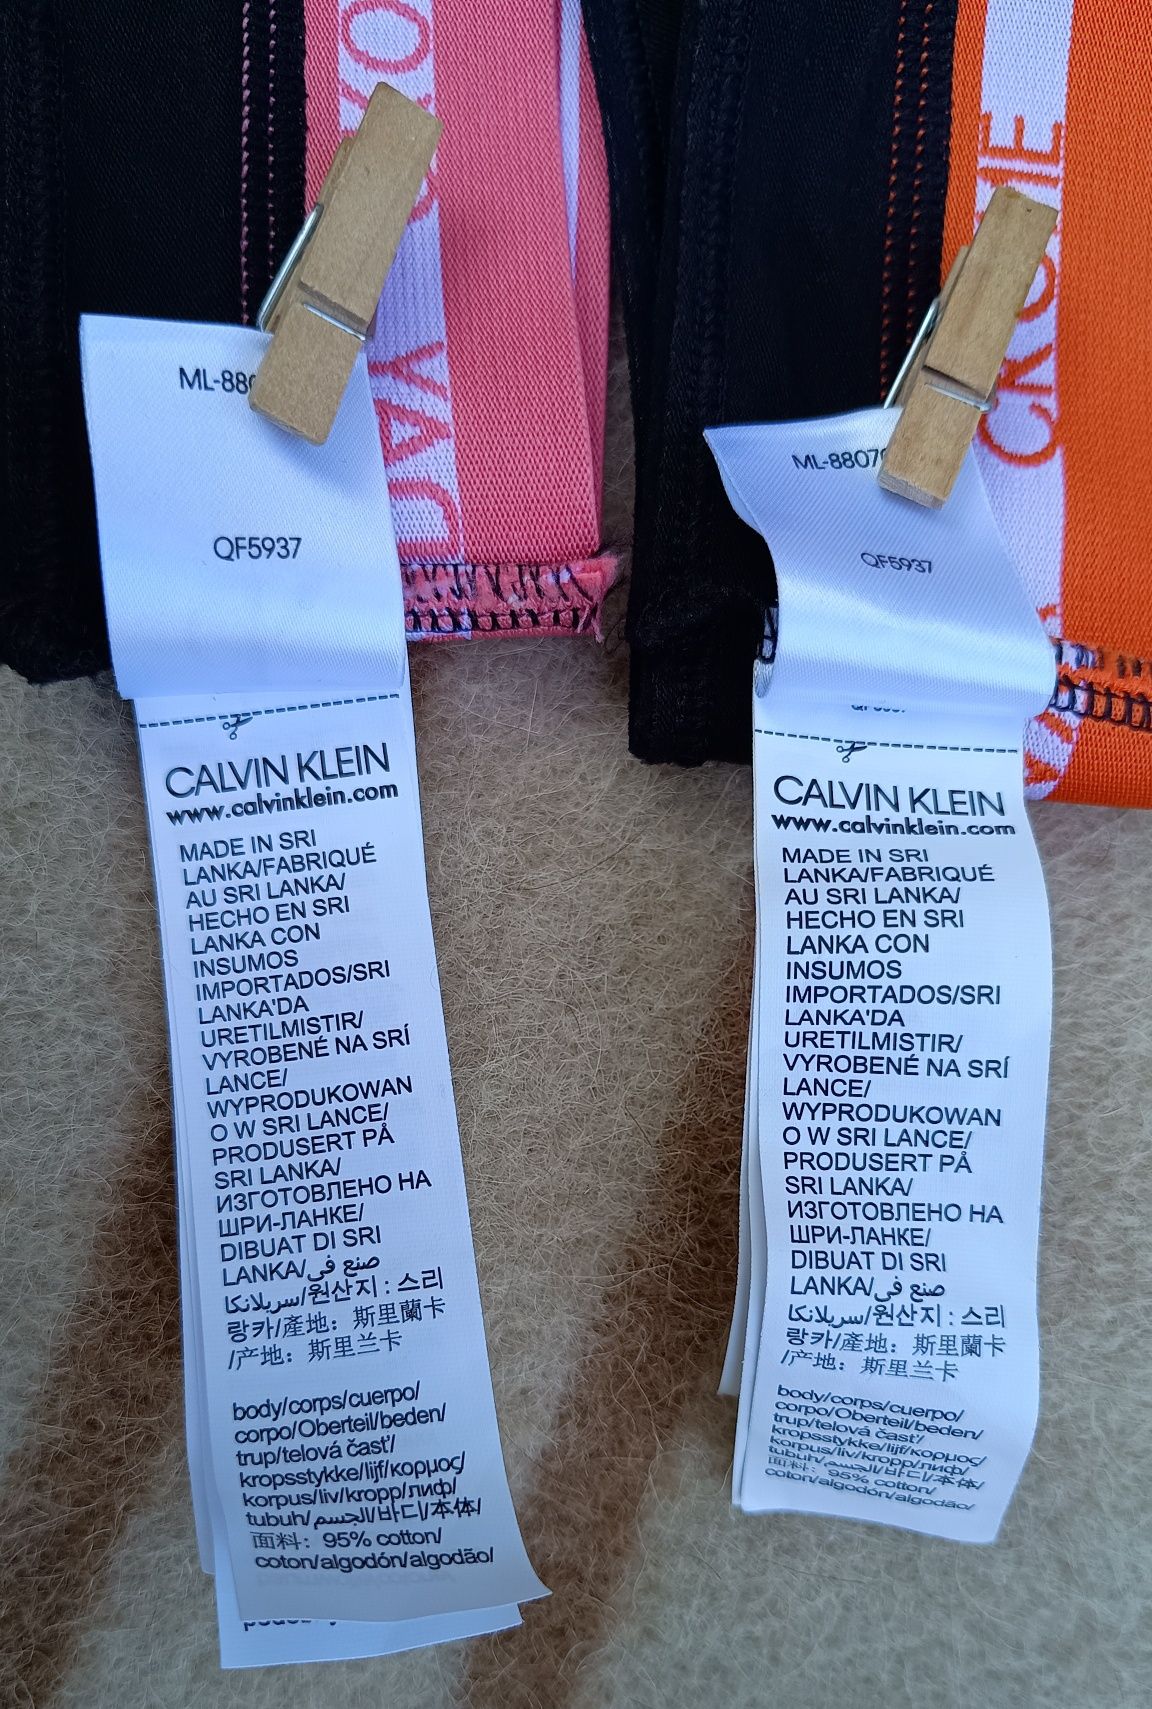 ML-880
QF5937
CALVIN KLEIN
www.calvinklein.com
MADE IN SRI
LANKA/FABRIQUÉ
AU SRI LANKA/
HECHO EN SRI
LANKA CON
INSUMOS
IMPORTADOS/SRI
LANKA'DA
URETILMISTIR/
VYROBENÉ NA SRÍ
LANCE/
WYPRODUKOWAN
O W SRI LANCE/
PRODUSERT PÅ
SRI LANKA/
ИЗГОТОВЛЕНО НА
ШРИ-ЛАНКЕ/
DIBUAT DI SRI
LANKA/صنع في
سريلانكا/원산지 : 스리
랑카/產地：斯里蘭卡
/产地：斯里兰卡
body/corps/cuerpo/
corpo/Oberteil/beden/
trup/telová časť/
kropsstykke/lijf/κορμος/
korpus/liv/kropp/лиф/
tubuh/الجسم/바디/本体/
面料：95% cotton/
coton/algodón/algodão/
ML-8807
QF5937
CALVIN KLEIN
www.calvinklein.com
MADE IN SRI
LANKA/FABRIQUÉ
AU SRI LANKA/
HECHO EN SRI
LANKA CON
INSUMOS
IMPORTADOS/SRI
LANKA'DA
URETILMISTIR/
VYROBENÉ NA SRÍ
LANCE/
WYPRODUKOWAN
O W SRI LANCE/
PRODUSERT PÅ
SRI LANKA/
ИЗГОТОВЛЕНО НА
ШРИ-ЛАНКЕ/
DIBUAT DI SRI
LANKA/صنع في
سريلانكا/원산지 : 스리
랑카/產地：斯里蘭卡
/产地：斯里兰卡
body/corps/cuerpo/
corpo/Oberteil/beden/
trup/telová časť/
kropsstykke/lijf/κορμος/
korpus/liv/kropp/лиф/
tubuh/الجسم/바디/本体/
面料：95% cotton/
coton/algodón/algodão/